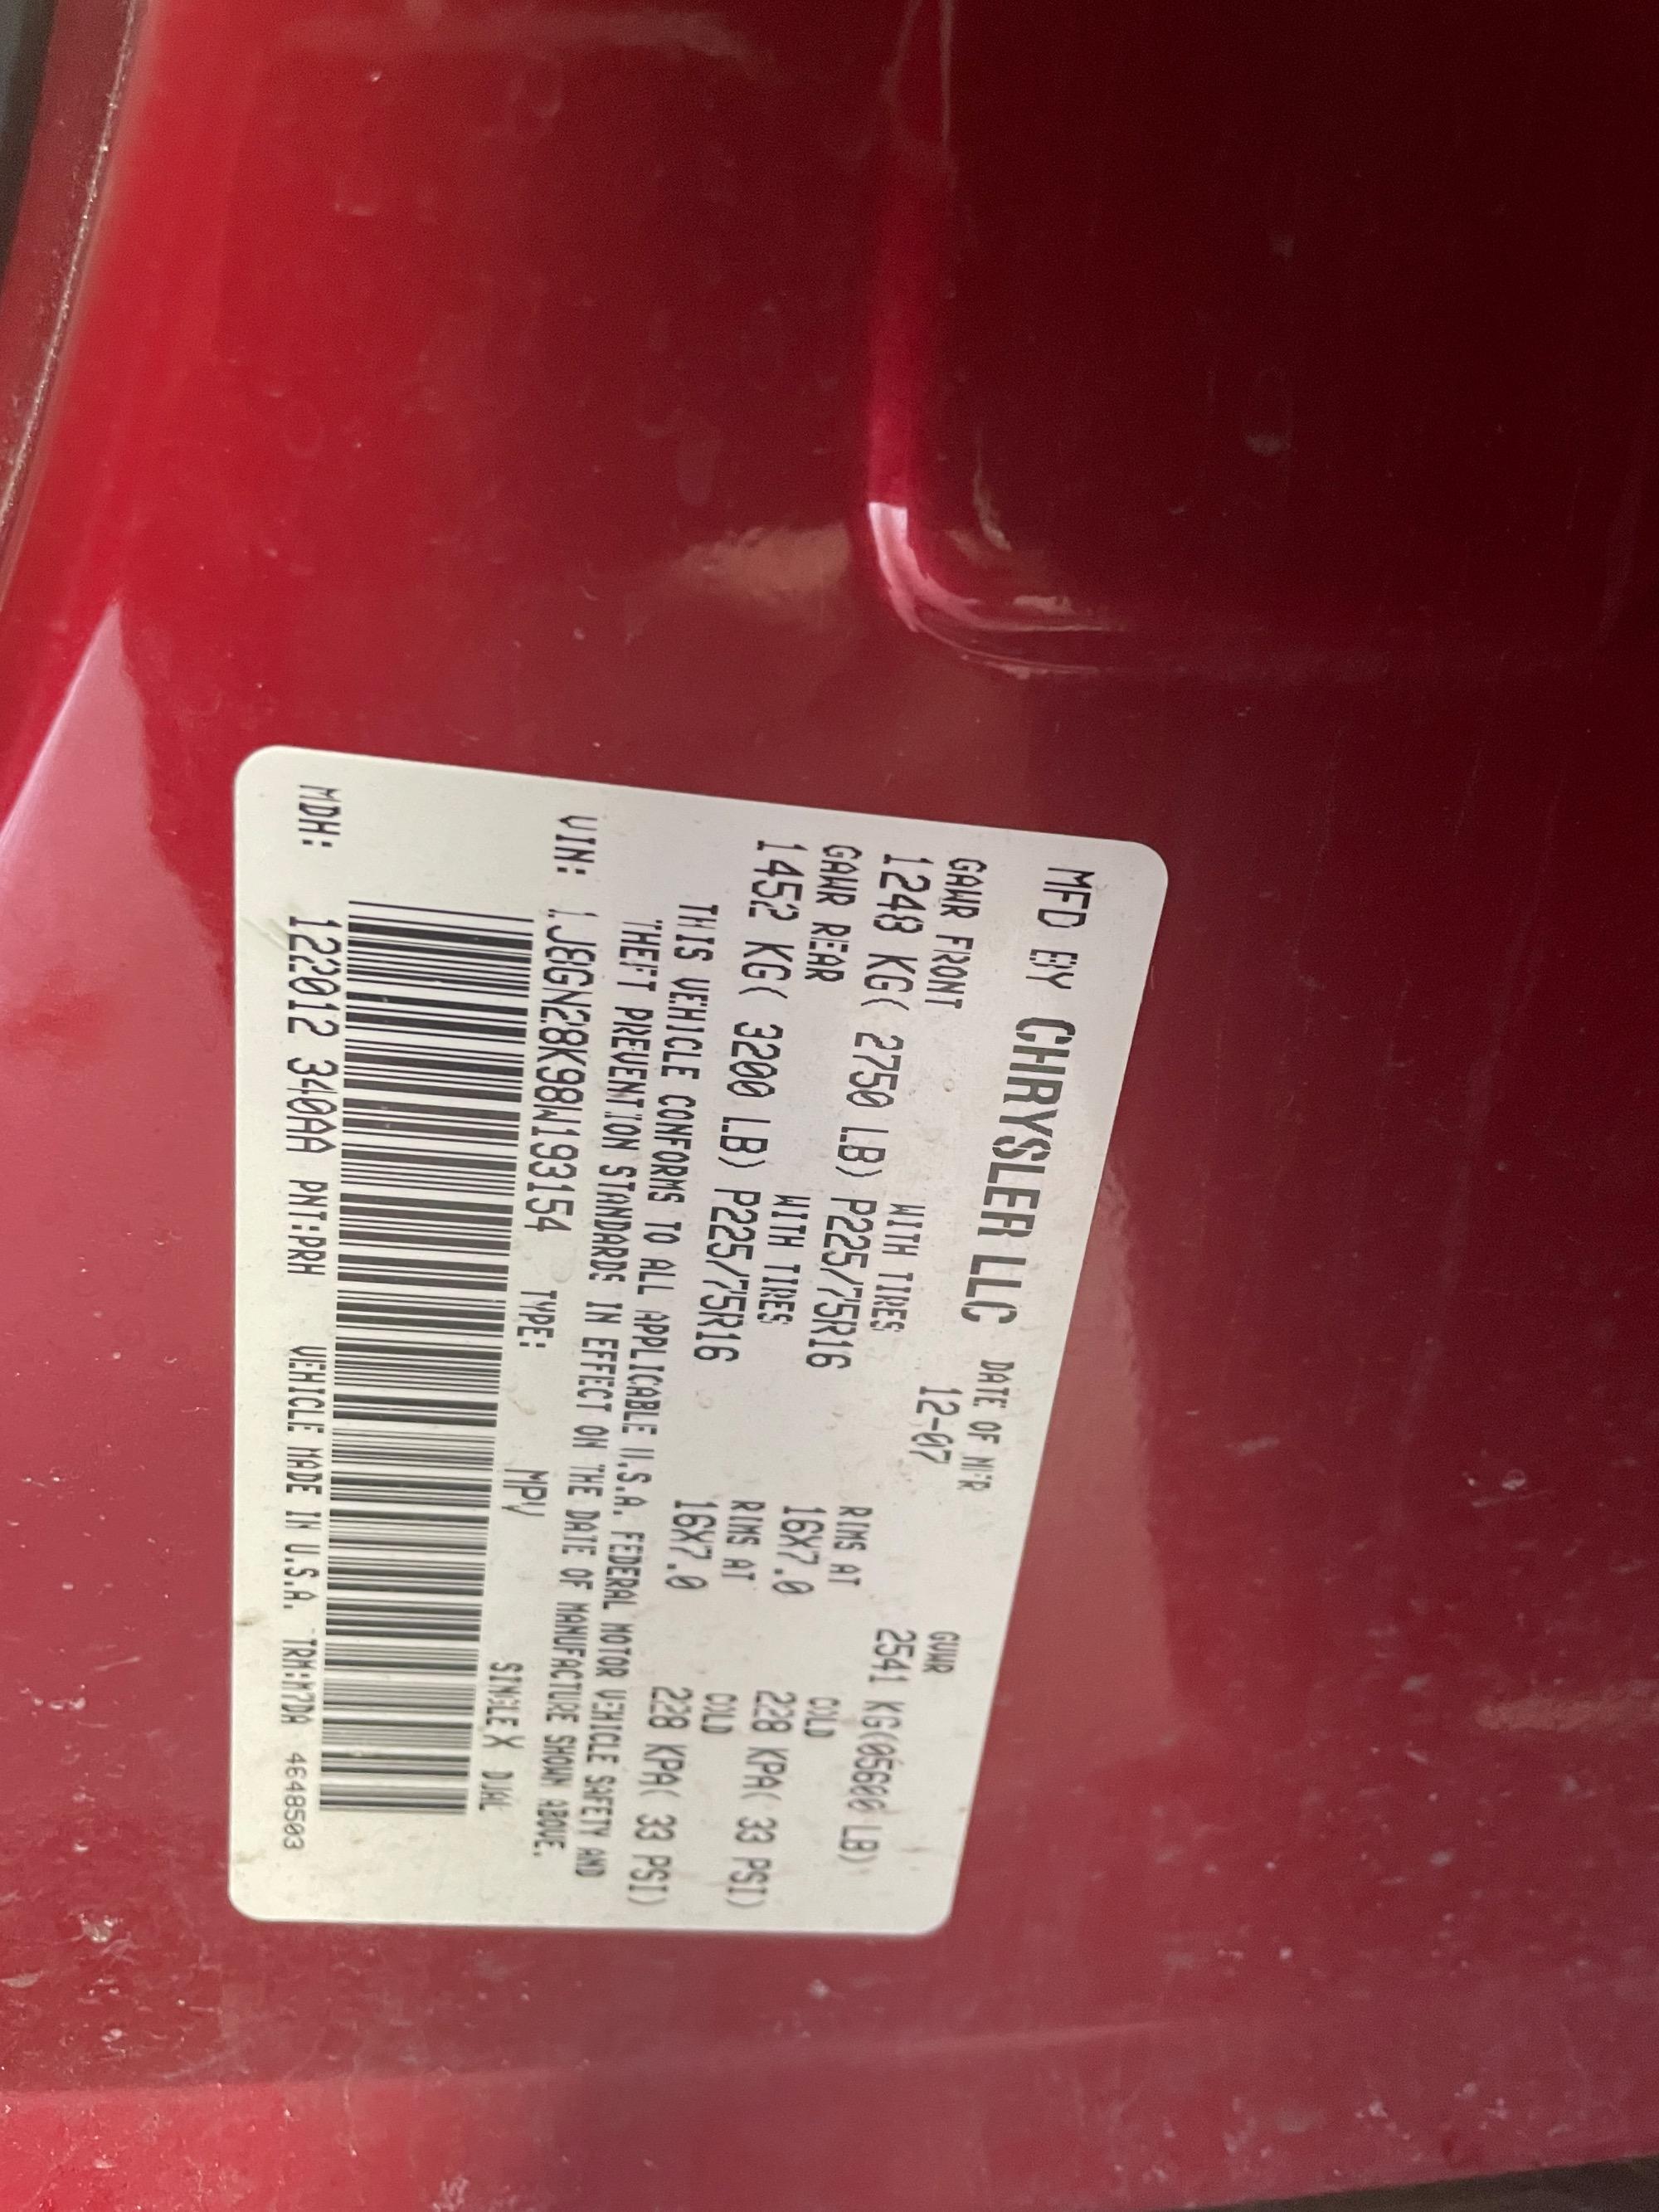 MFD BY CHRYSLER LLC DATE OF MFR 12-07 GVWR 2541 KG(05600 LB)
GAWR FRONT WITH TIRES RIMS AT COLD
1248 KG( 2750 LB) P225/75R16 16X7.0 228 KPA( 33 PSI)
GAWR REAR WITH TIRES RIMS AT COLD
1452 KG( 3200 LB) P225/75R16 16X7.0 228 KPA( 33 PSI)
THIS VEHICLE CONFORMS TO ALL APPLICABLE U.S.A. FEDERAL MOTOR VEHICLE SAFETY AND
THEFT PREVENTION STANDARDS IN EFFECT ON THE DATE OF MANUFACTURE SHOWN ABOVE.
VIN: 1J8GN28K98W193154 TYPE: MPV SINGLE X DUAL
MDH: 122012 340AA PNT:PRH VEHICLE MADE IN U.S.A. TRM:M7DA 4648503